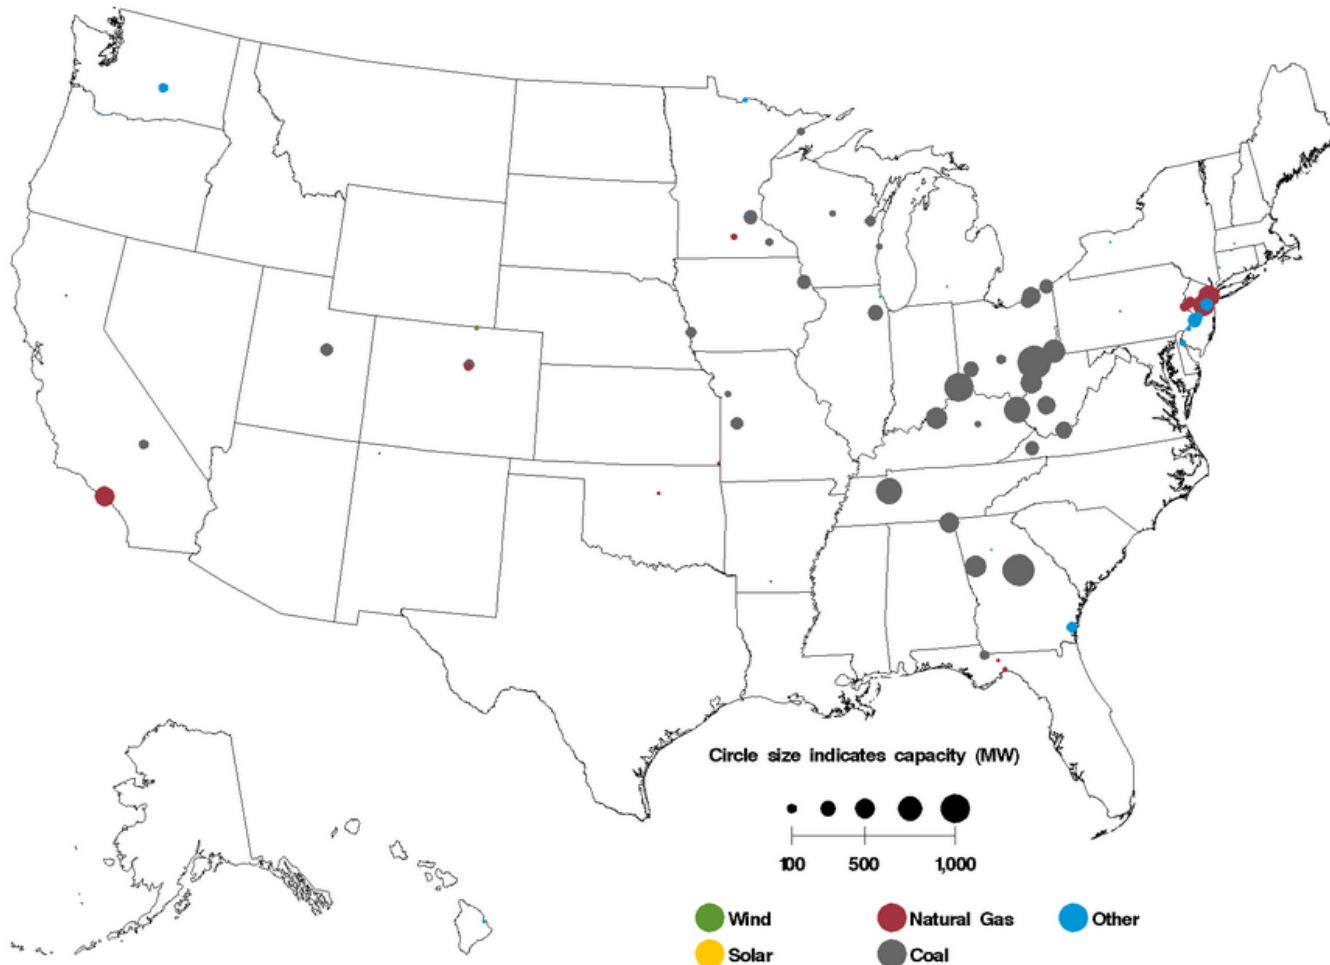 Circle size indicates capacity (MW)
100 500 1,000
Wind Natural Gas Other
Solar Coal